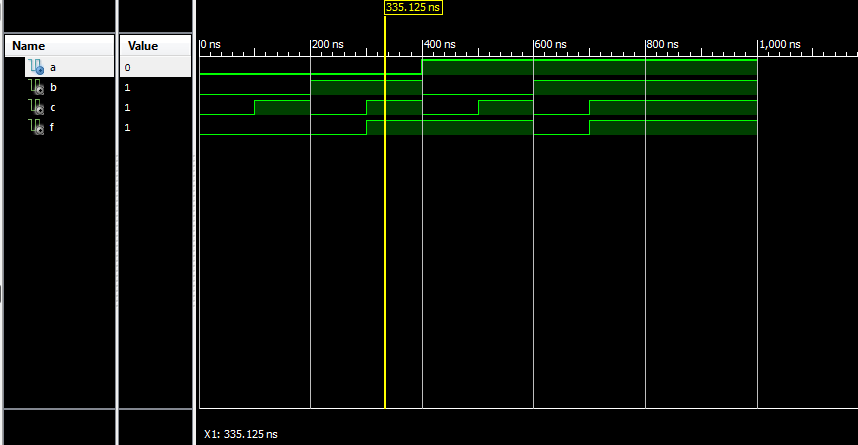 335.125 ns
Name Value
0 ns 200 ns 400 ns 600 ns 800 ns 1,000 ns
a 0
b 1
c 1
f 1
X1: 335.125 ns